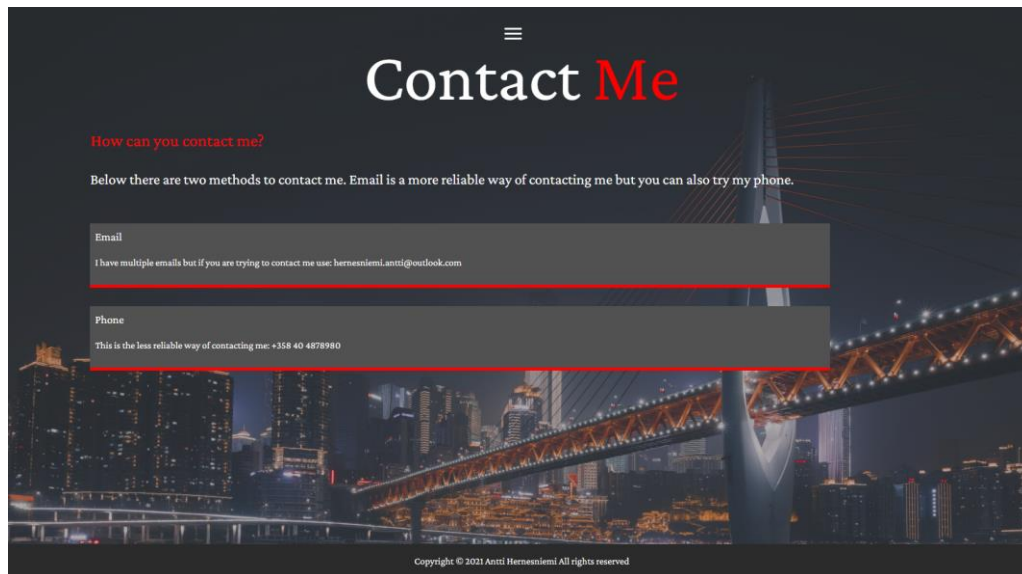 Contact Me
How can you contact me?
Below there are two methods to contact me. Email is a more reliable way of contacting me but you can also try my phone.
Email
I have multiple emails but if you are trying to contact me use: hernesniemi.antti@outlook.com
Phone
This is the less reliable way of contacting me: +358 40 4878980
Copyright © 2021 Antti Hernesniemi All rights reserved